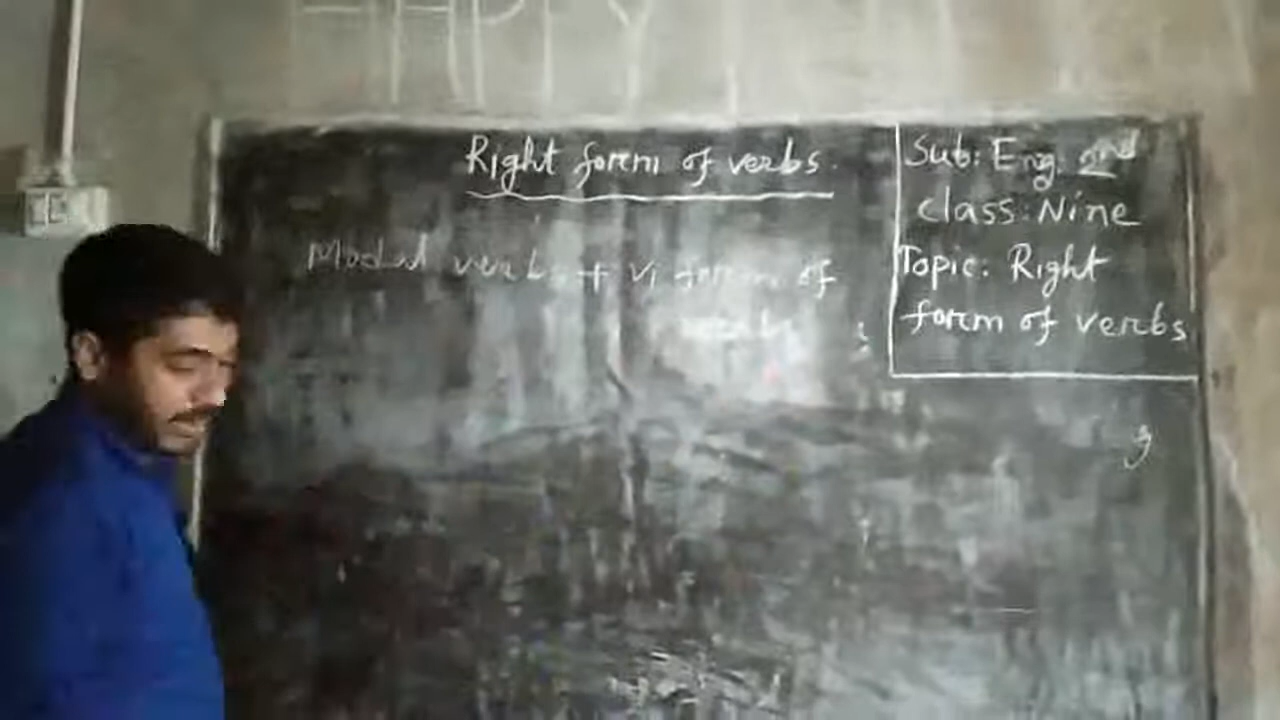 Right form of verbs.
Modal verb + V1 form of
verb
Sub: Eng 2nd
Class: Nine
Topic: Right
form of verbs